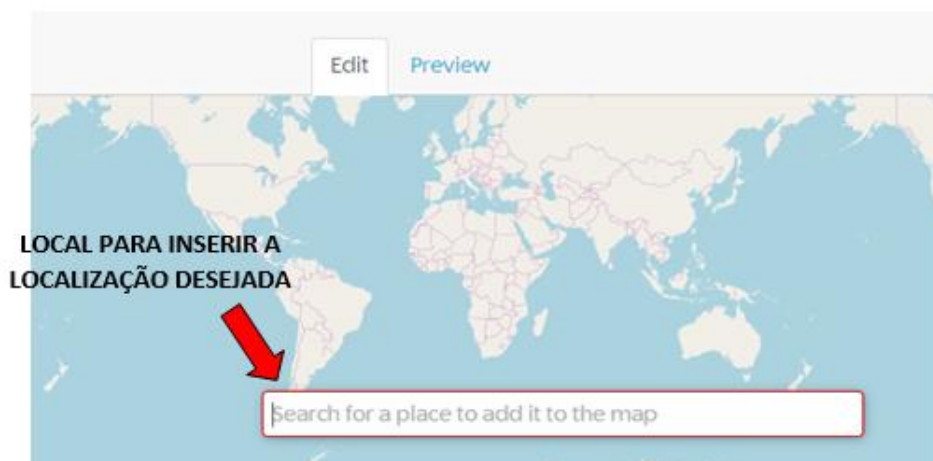 Edit Preview
LOCAL PARA INSERIR A
LOCALIZAÇÃO DESEJADA
Search for a place to add it to the map